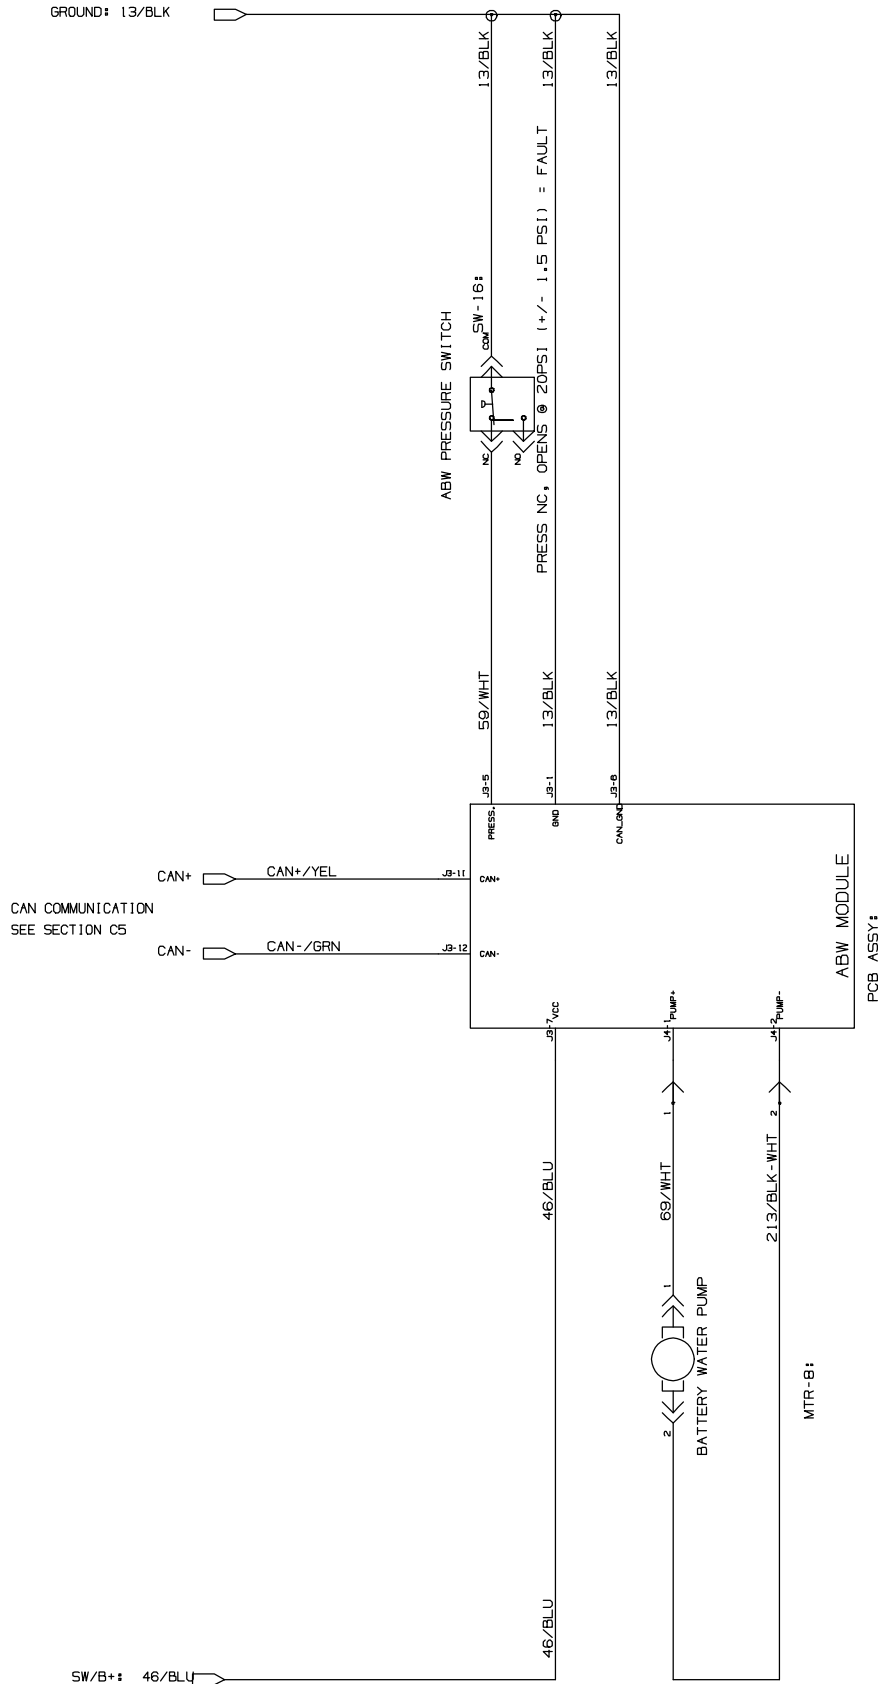 GROUND: 13/BLK
13/BLK
13/BLK
13/BLK
SW-16:
COM
ABW PRESSURE SWITCH
NC
NO
PRESS NC, OPENS @ 20PSI (+/- 1.5 PSI) = FAULT
59/WHT
13/BLK
13/BLK
J3-5
J3-1
J3-8
PRESS.
GND
CAN_GND
CAN+
CAN+/YEL
J3-11
CAN+
CAN COMMUNICATION
SEE SECTION C5
CAN-
CAN-/GRN
J3-12
CAN-
ABW MODULE
PCB ASSY:
J3-7
VCC
J4-1
PUMP+
J4-2
PUMP-
1
2
46/BLU
69/WHT
213/BLK-WHT
1
BATTERY WATER PUMP
2
MTR-8:
46/BLU
SW/B+: 46/BLU